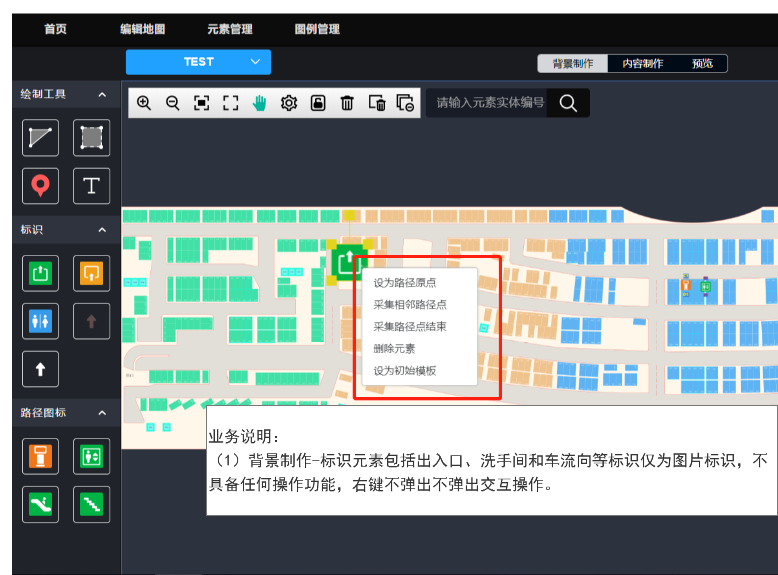 首页 编辑地图 元素管理 图例管理
TEST
背景制作 内容制作 预览
绘制工具
请输入元素实体编号
T
标识
设为路径原点
采集相邻路径点
采集路径点结束
删除元素
设为初始模板
路径图标
业务说明：
（1）背景制作-标识元素包括出入口、洗手间和车流向等标识仅为图片标识，不
具备任何操作功能，右键不弹出不弹出交互操作。